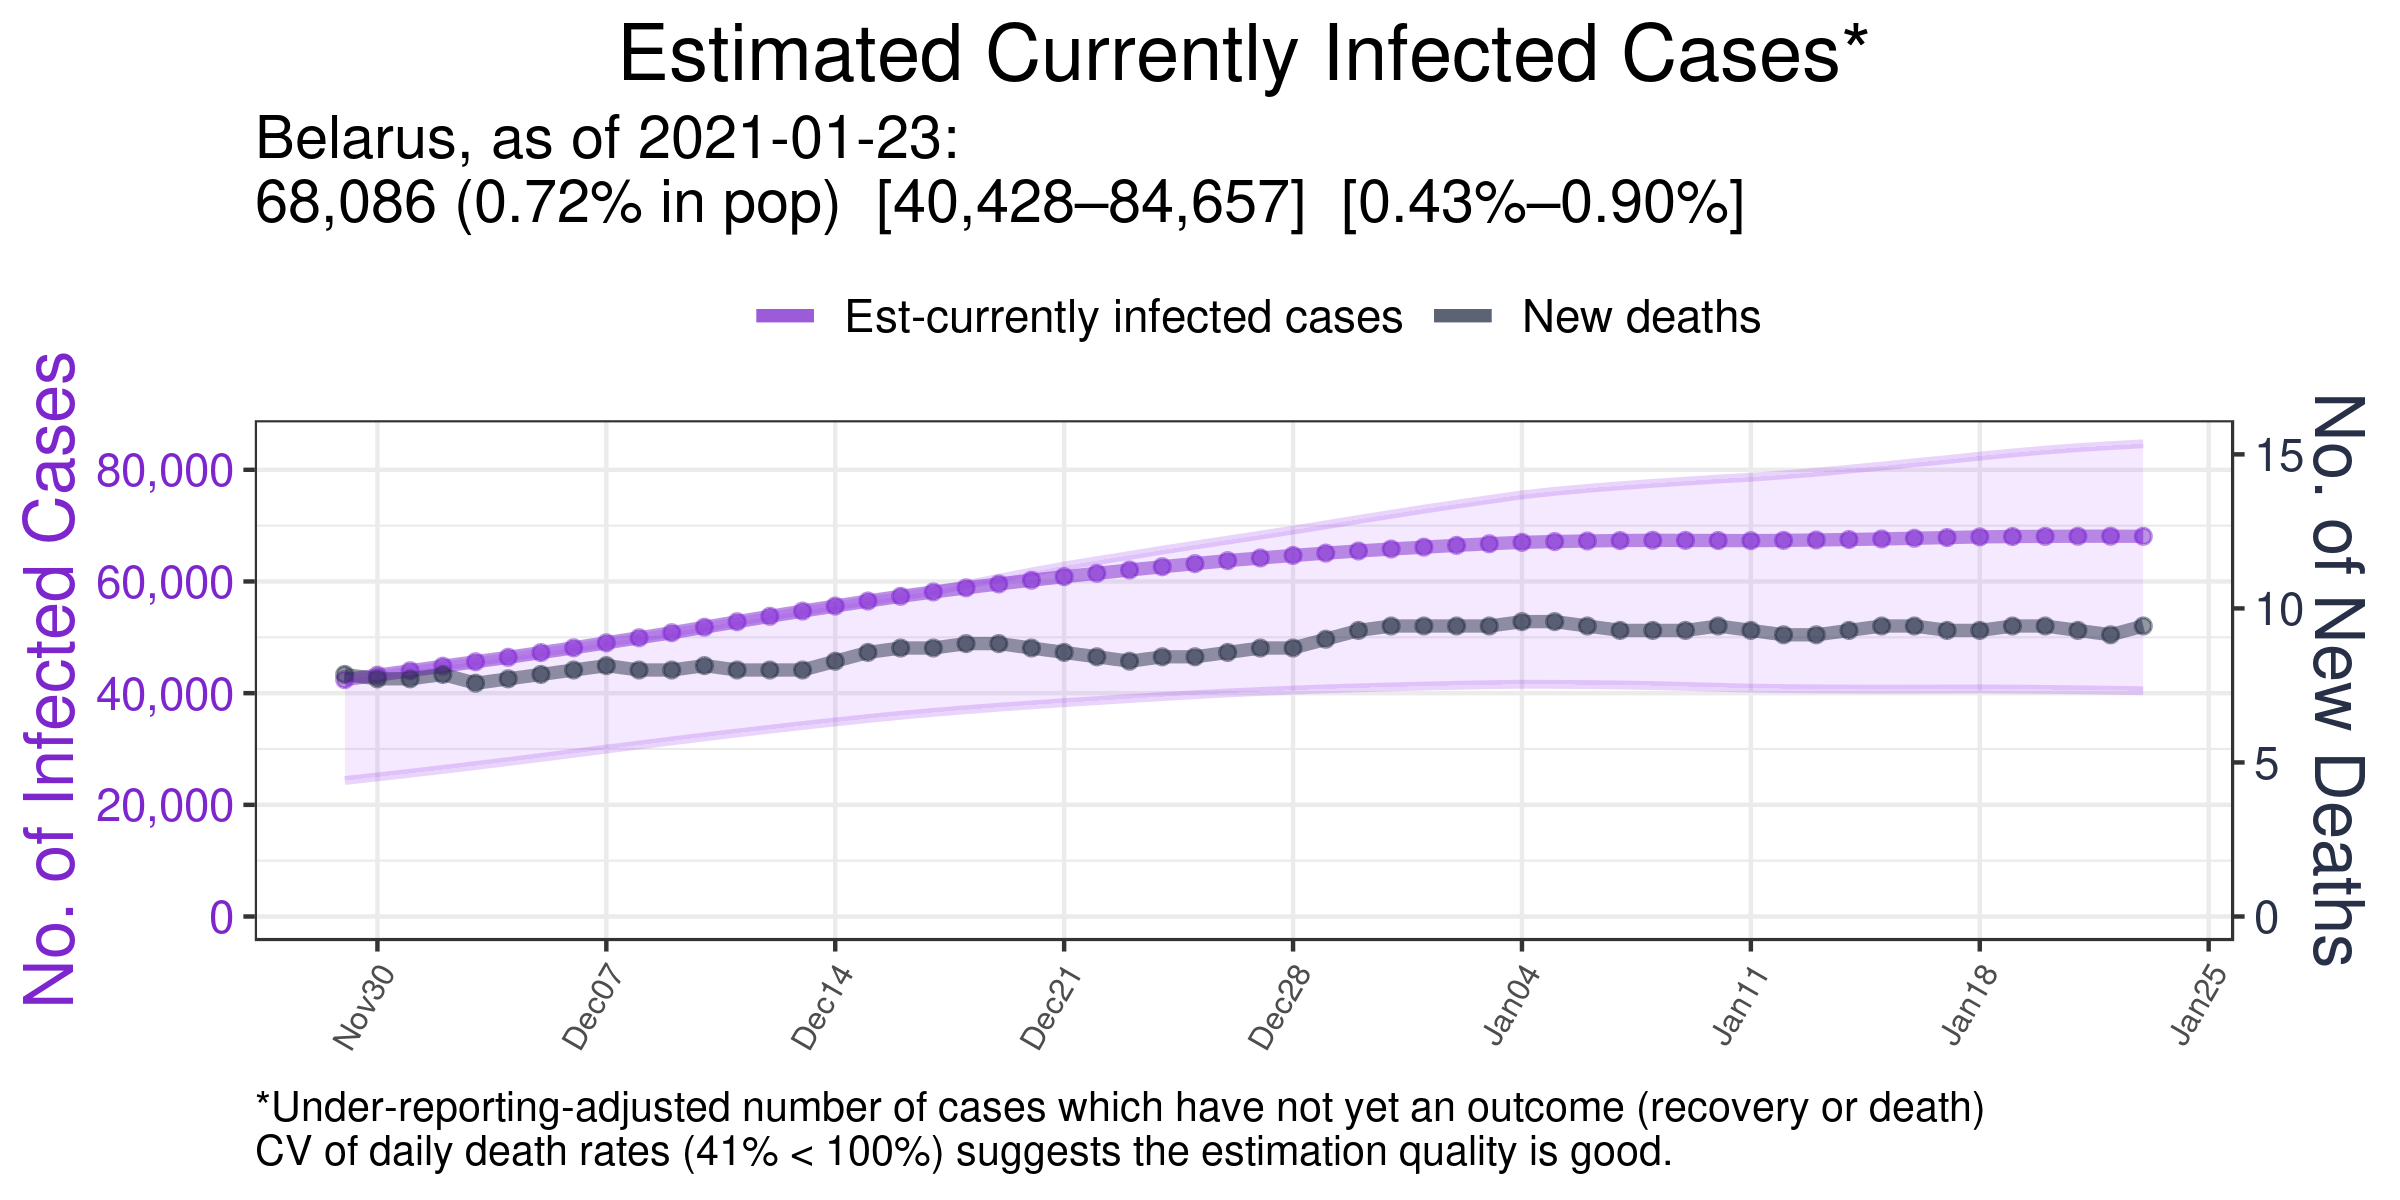 Estimated Currently Infected Cases*
Belarus, as of 2021-01-23:
68,086 (0.72% in pop)  [40,428–84,657]  [0.43%–0.90%]
Est-currently infected cases
New deaths
No. of Infected Cases
80,000
60,000
40,000
20,000
0
15
10
5
0
No. of New Deaths
Nov30
Dec07
Dec14
Dec21
Dec28
Jan04
Jan11
Jan18
Jan25
*Under-reporting-adjusted number of cases which have not yet an outcome (recovery or death)
CV of daily death rates (41% < 100%) suggests the estimation quality is good.